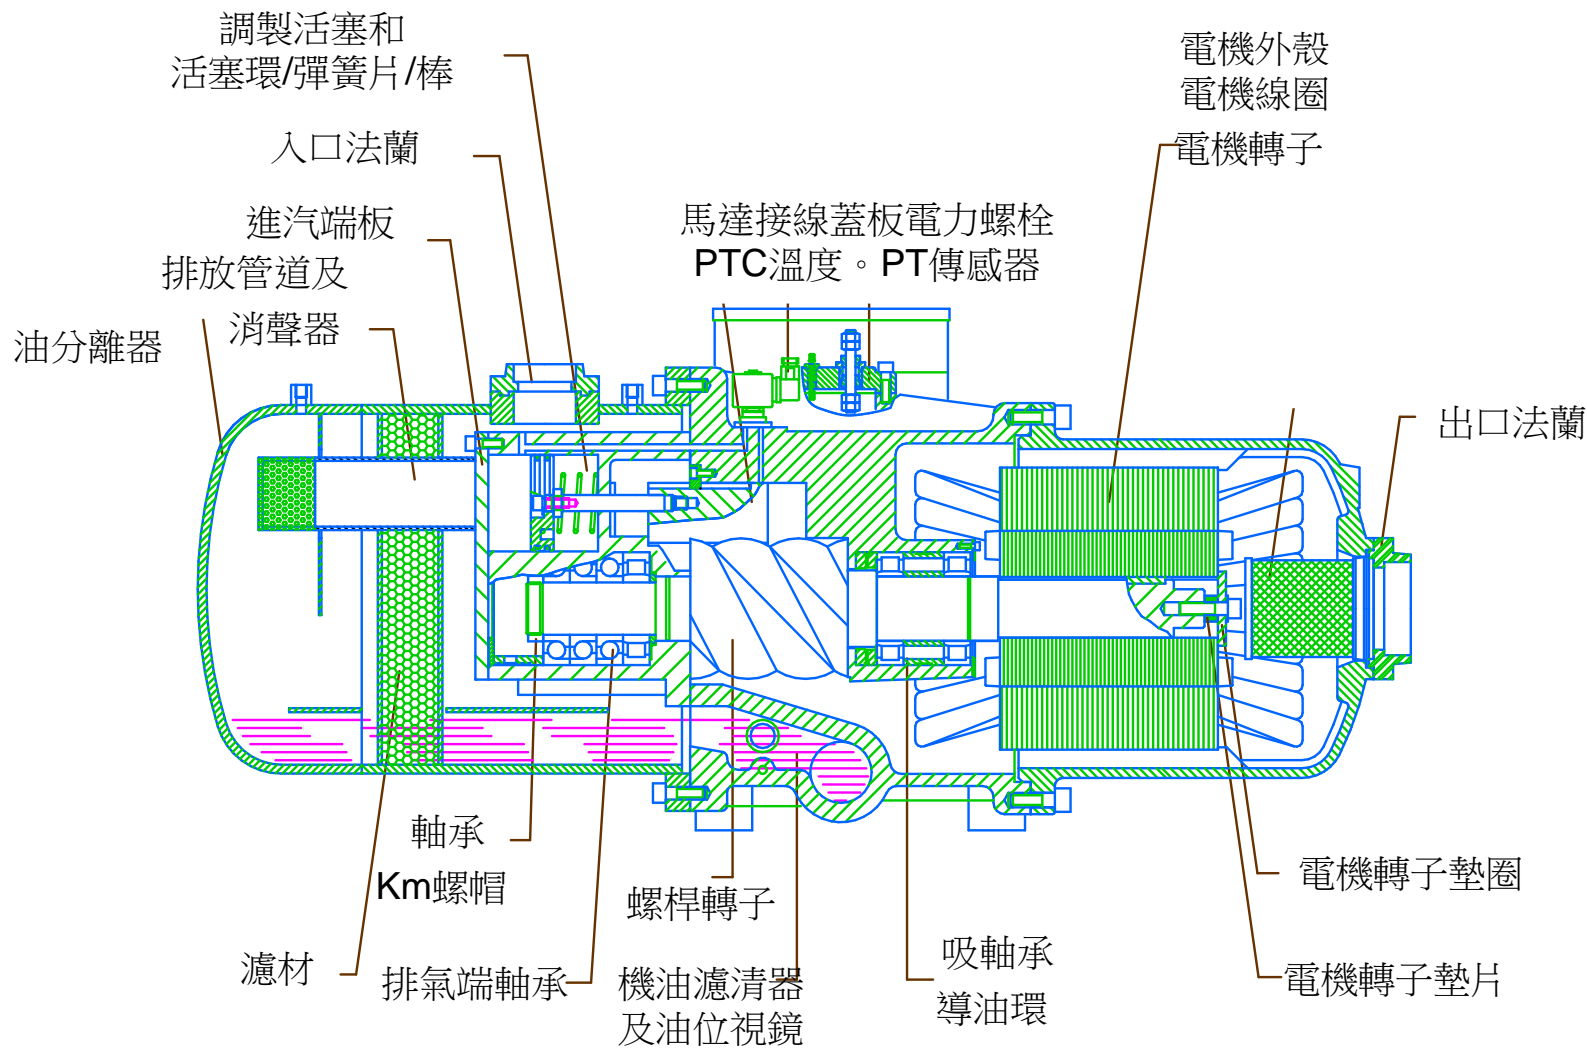 調製活塞和
活塞環/彈簧片/棒
入口法蘭
進汽端板
排放管道及
消聲器
油分離器
馬達接線蓋板電力螺栓
PTC溫度。PT傳感器
電機外殼
電機線圈
電機轉子
出口法蘭
軸承
Km螺帽
濾材
排氣端軸承
螺桿轉子
機油濾清器
及油位視鏡
吸軸承
導油環
電機轉子墊圈
電機轉子墊片